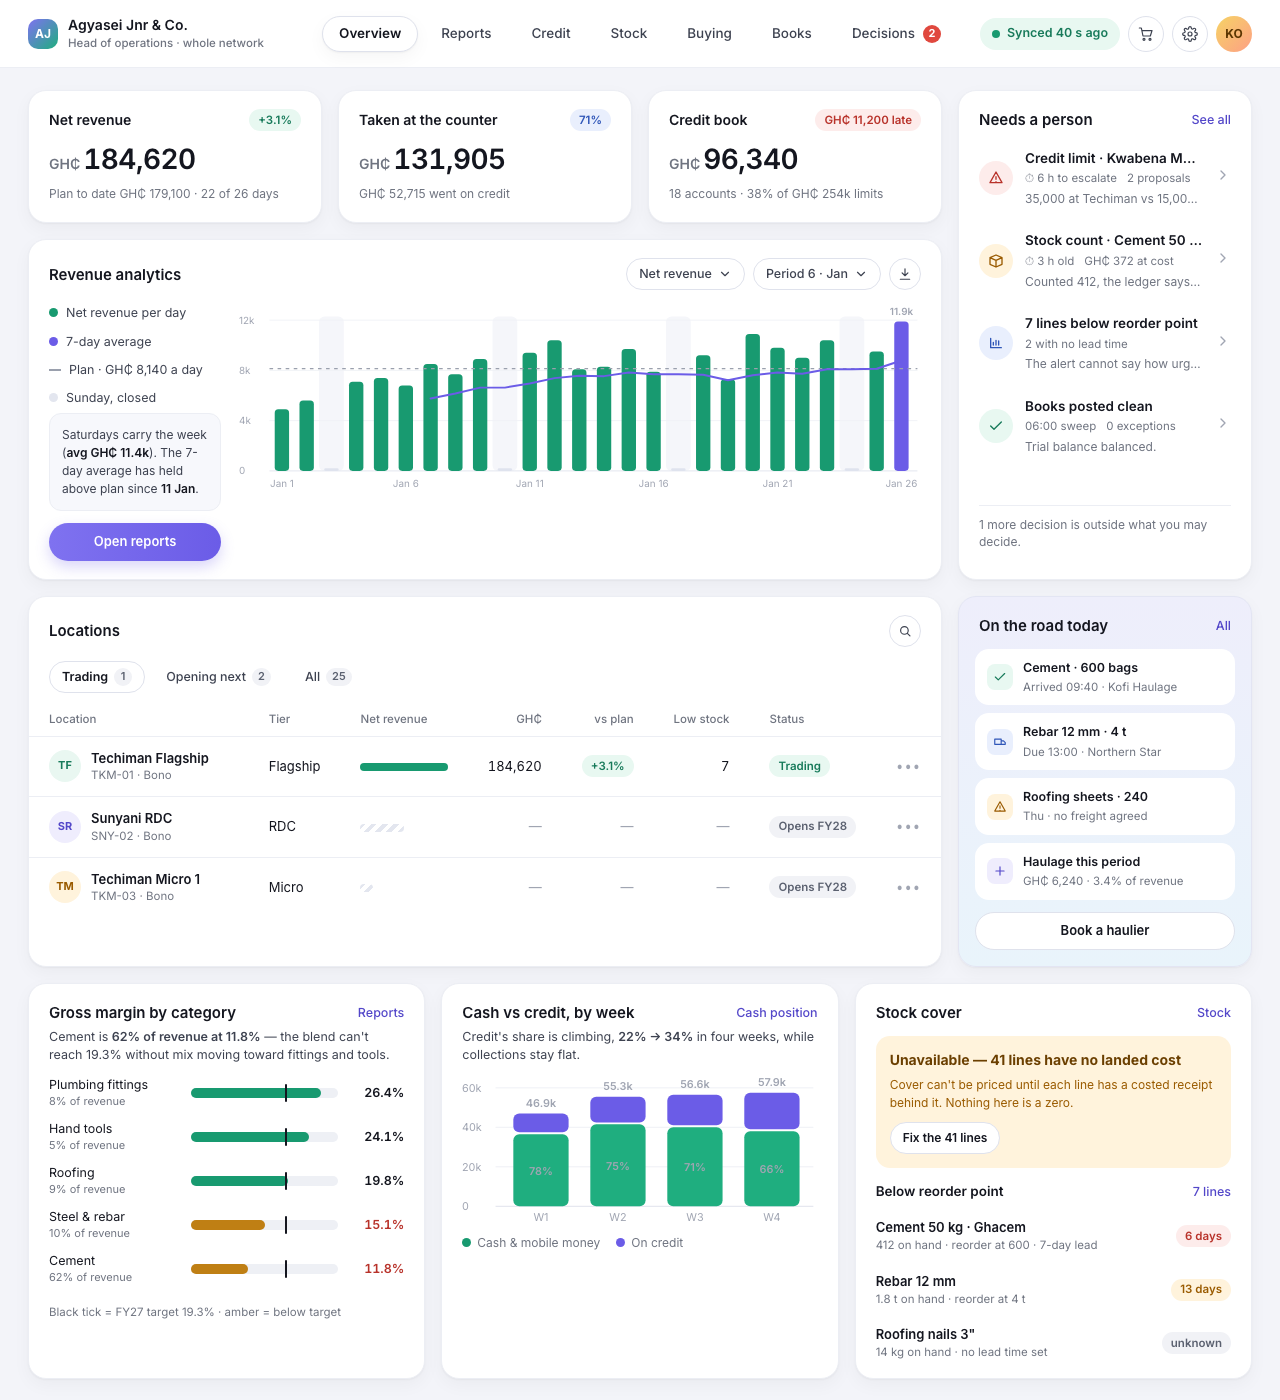 AJ
Agyasei Jnr & Co.
Head of operations · whole network
Overview
Reports
Credit
Stock
Buying
Books
Decisions 2
Synced 40 s ago
KO
Net revenue
+3.1%
GH₵ 184,620
Plan to date GH₵ 179,100 · 22 of 26 days
Taken at the counter
71%
GH₵ 131,905
GH₵ 52,715 went on credit
Credit book
GH₵ 11,200 late
GH₵ 96,340
18 accounts · 38% of GH₵ 254k limits
Needs a person
See all
Credit limit · Kwabena M...
6 h to escalate 2 proposals
35,000 at Techiman vs 15,00...
Stock count · Cement 50 ...
3 h old GH₵ 372 at cost
Counted 412, the ledger says...
7 lines below reorder point
2 with no lead time
The alert cannot say how urg...
Books posted clean
06:00 sweep 0 exceptions
Trial balance balanced.
1 more decision is outside what you may
decide.
Revenue analytics
Net revenue
Period 6 · Jan
Net revenue per day
7-day average
Plan · GH₵ 8,140 a day
Sunday, closed
Saturdays carry the week
(avg GH₵ 11.4k). The 7-
day average has held
above plan since 11 Jan.
Open reports
12k
8k
4k
0
11.9k
Jan 1
Jan 6
Jan 11
Jan 16
Jan 21
Jan 26
Locations
Trading 1
Opening next 2
All 25
Location
Tier
Net revenue
GH₵
vs plan
Low stock
Status
TF
Techiman Flagship
TKM-01 · Bono
Flagship
184,620
+3.1%
7
Trading
SR
Sunyani RDC
SNY-02 · Bono
RDC
—
—
—
Opens FY28
TM
Techiman Micro 1
TKM-03 · Bono
Micro
—
—
—
Opens FY28
On the road today
All
Cement · 600 bags
Arrived 09:40 · Kofi Haulage
Rebar 12 mm · 4 t
Due 13:00 · Northern Star
Roofing sheets · 240
Thu · no freight agreed
Haulage this period
GH₵ 6,240 · 3.4% of revenue
Book a haulier
Gross margin by category
Reports
Cement is 62% of revenue at 11.8% — the blend can't
reach 19.3% without mix moving toward fittings and tools.
Plumbing fittings
8% of revenue
26.4%
Hand tools
5% of revenue
24.1%
Roofing
9% of revenue
19.8%
Steel & rebar
10% of revenue
15.1%
Cement
62% of revenue
11.8%
Black tick = FY27 target 19.3% · amber = below target
Cash vs credit, by week
Cash position
Credit's share is climbing, 22% → 34% in four weeks, while
collections stay flat.
60k
40k
20k
0
46.9k
55.3k
56.6k
57.9k
78%
75%
71%
66%
W1
W2
W3
W4
Cash & mobile money
On credit
Stock cover
Stock
Unavailable — 41 lines have no landed cost
Cover can't be priced until each line has a costed receipt
behind it. Nothing here is a zero.
Fix the 41 lines
Below reorder point
7 lines
Cement 50 kg · Ghacem
412 on hand · reorder at 600 · 7-day lead
6 days
Rebar 12 mm
1.8 t on hand · reorder at 4 t
13 days
Roofing nails 3"
14 kg on hand · no lead time set
unknown